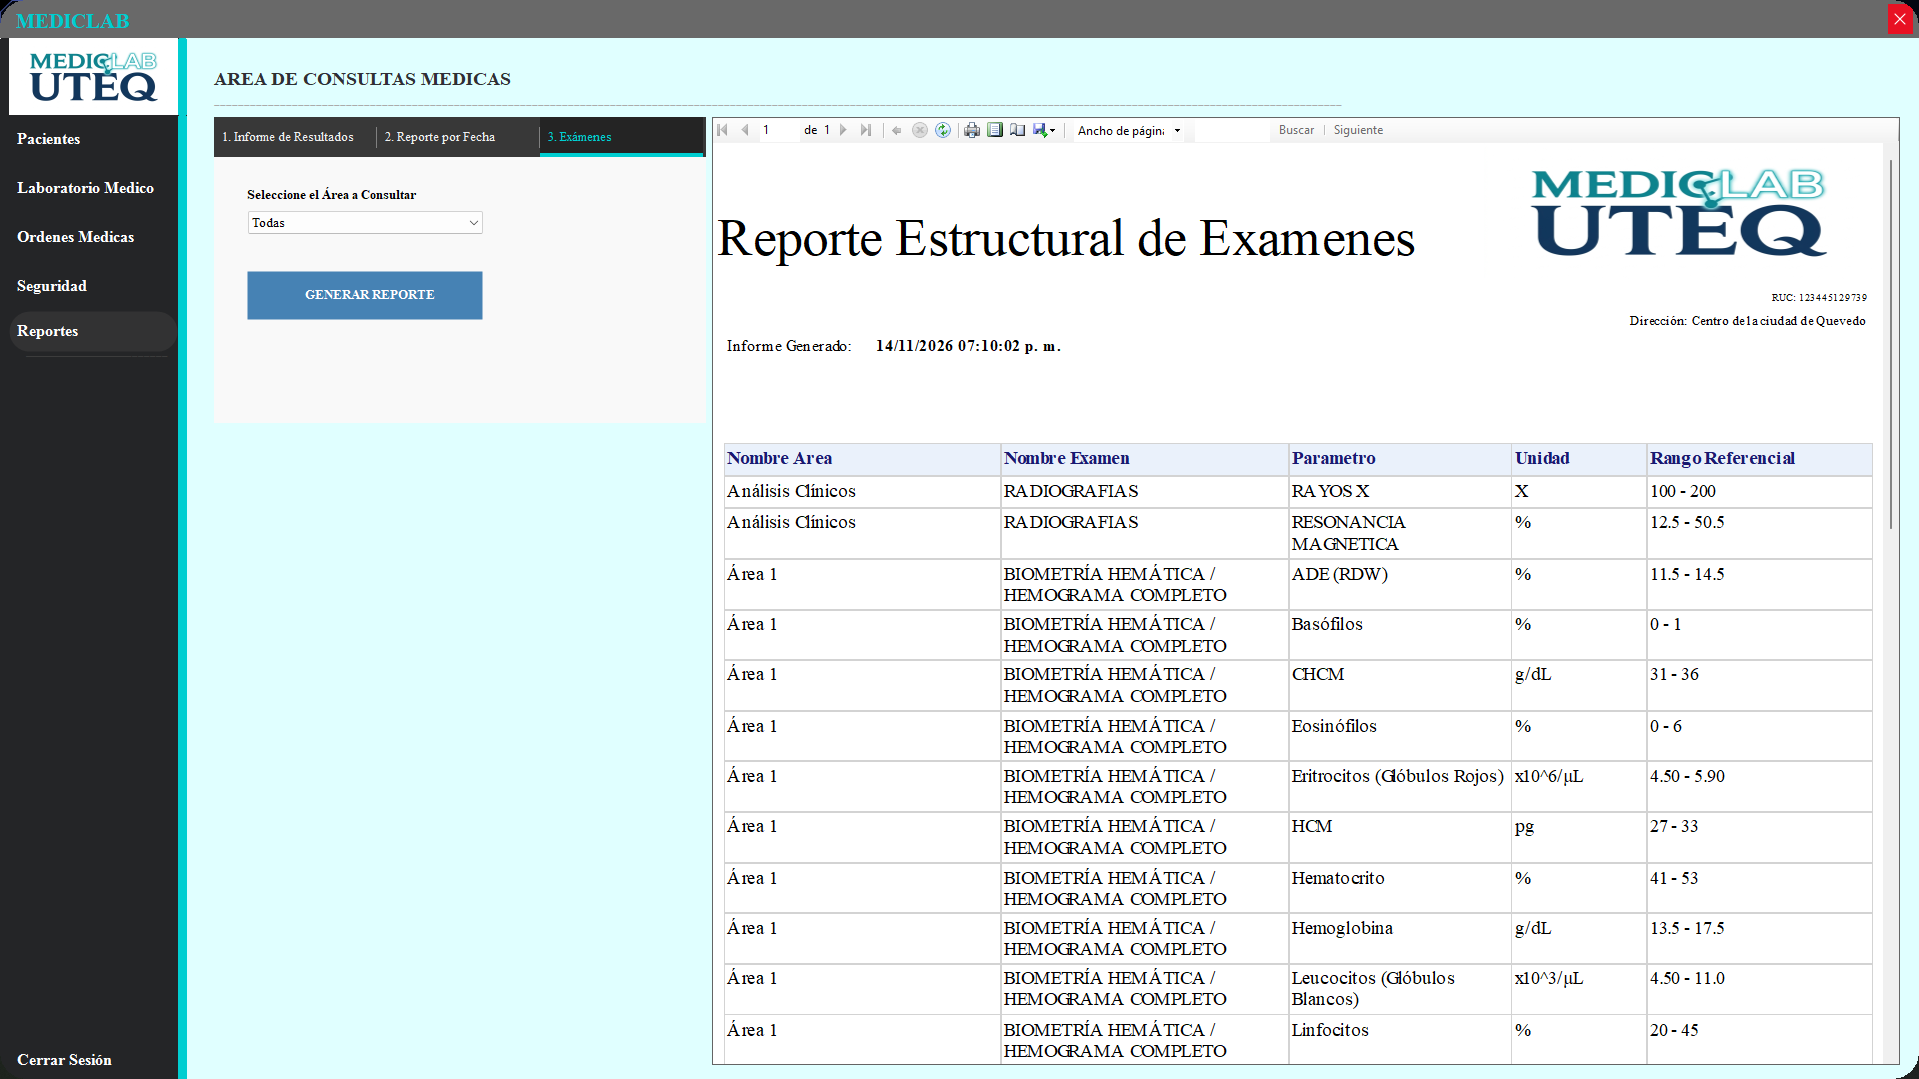 MEDICLAB
MEDICLAB
UTEQ
Pacientes
Laboratorio Medico
Ordenes Medicas
Seguridad
Reportes
Cerrar Sesión
AREA DE CONSULTAS MEDICAS
1. Informe de Resultados
2. Reporte por Fecha
3. Exámenes
Seleccione el Área a Consultar
Todas
GENERAR REPORTE
1 de 1 Ancho de págin Buscar | Siguiente
MEDICLAB
UTEQ
Reporte Estructural de Examenes
RUC: 123445129739
Dirección: Centro de la ciudad de Quevedo
Informe Generado: 14/11/2026 07:10:02 p. m.
Nombre Area Nombre Examen Parametro Unidad Rango Referencial
Análisis Clínicos RADIOGRAFIAS RAYOS X X 100 - 200
Análisis Clínicos RADIOGRAFIAS RESONANCIA % 12.5 - 50.5
MAGNETICA
Área 1 BIOMETRÍA HEMÁTICA / ADE (RDW) % 11.5 - 14.5
HEMOGRAMA COMPLETO
Área 1 BIOMETRÍA HEMÁTICA / Basófilos % 0 - 1
HEMOGRAMA COMPLETO
Área 1 BIOMETRÍA HEMÁTICA / CHCM g/dL 31 - 36
HEMOGRAMA COMPLETO
Área 1 BIOMETRÍA HEMÁTICA / Eosinófilos % 0 - 6
HEMOGRAMA COMPLETO
Área 1 BIOMETRÍA HEMÁTICA / Eritrocitos (Glóbulos Rojos) x10^6/µL 4.50 - 5.90
HEMOGRAMA COMPLETO
Área 1 BIOMETRÍA HEMÁTICA / HCM pg 27 - 33
HEMOGRAMA COMPLETO
Área 1 BIOMETRÍA HEMÁTICA / Hematocrito % 41 - 53
HEMOGRAMA COMPLETO
Área 1 BIOMETRÍA HEMÁTICA / Hemoglobina g/dL 13.5 - 17.5
HEMOGRAMA COMPLETO
Área 1 BIOMETRÍA HEMÁTICA / Leucocitos (Glóbulos x10^3/µL 4.50 - 11.0
HEMOGRAMA COMPLETO Blancos)
Área 1 BIOMETRÍA HEMÁTICA / Linfocitos % 20 - 45
HEMOGRAMA COMPLETO